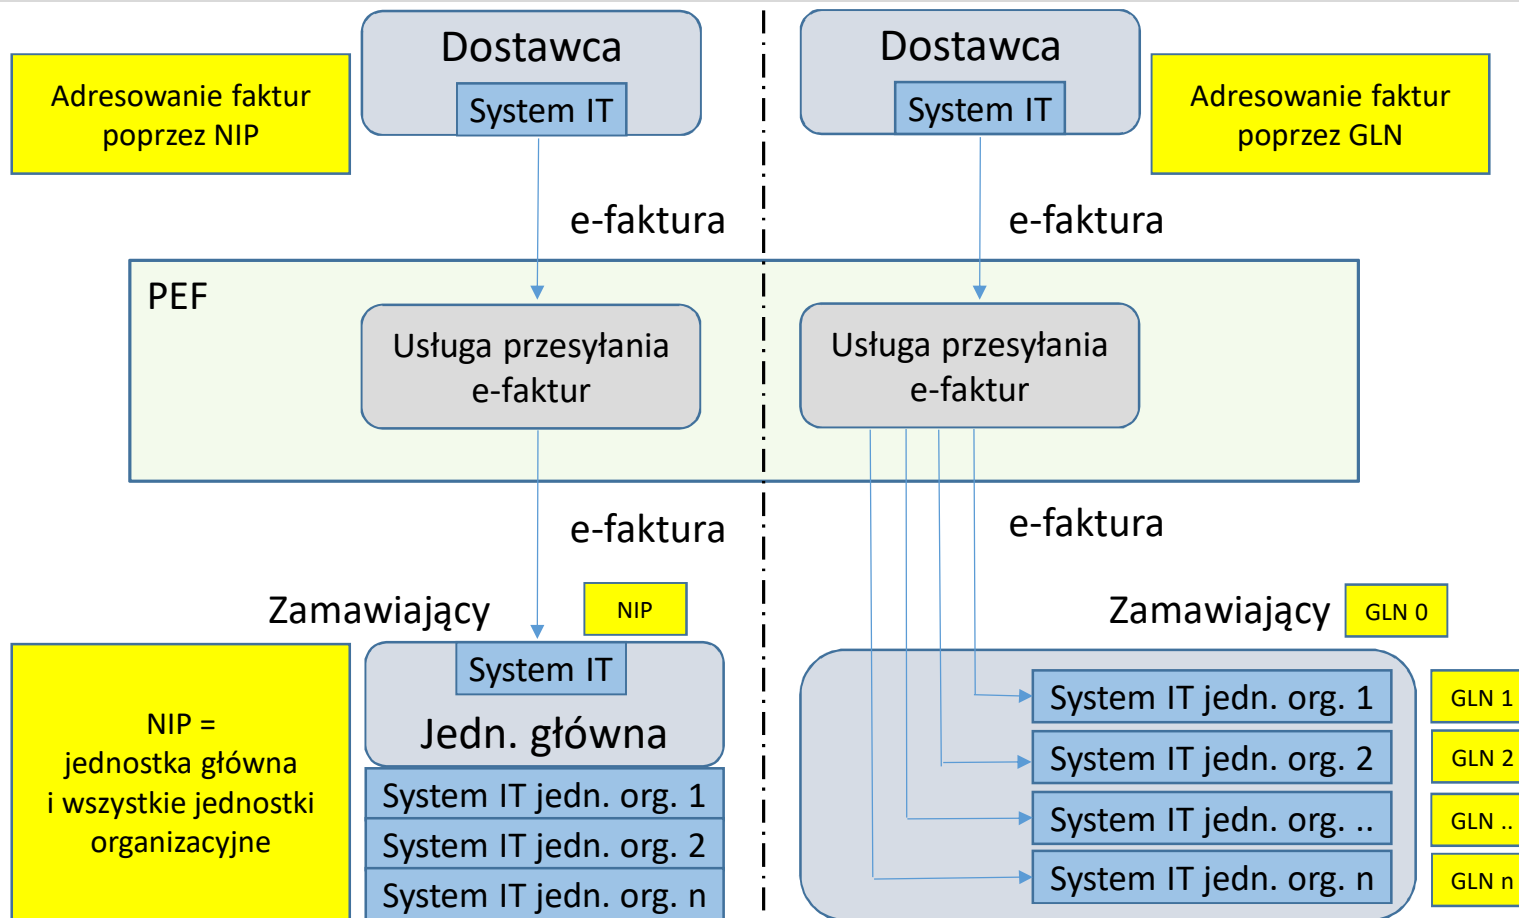 Dostawca
System IT
Adresowanie faktur
poprzez NIP
e-faktura
Dostawca
System IT
Adresowanie faktur
poprzez GLN
e-faktura
PEF
Usługa przesyłania
e-faktur
Usługa przesyłania
e-faktur
e-faktura
Zamawiający
NIP
System IT
Jedn. główna
NIP =
jednostka główna
i wszystkie jednostki
organizacyjne
System IT jedn. org. 1
System IT jedn. org. 2
System IT jedn. org. n
e-faktura
Zamawiający
GLN 0
System IT jedn. org. 1
GLN 1
System IT jedn. org. 2
GLN 2
System IT jedn. org. ..
GLN ..
System IT jedn. org. n
GLN n